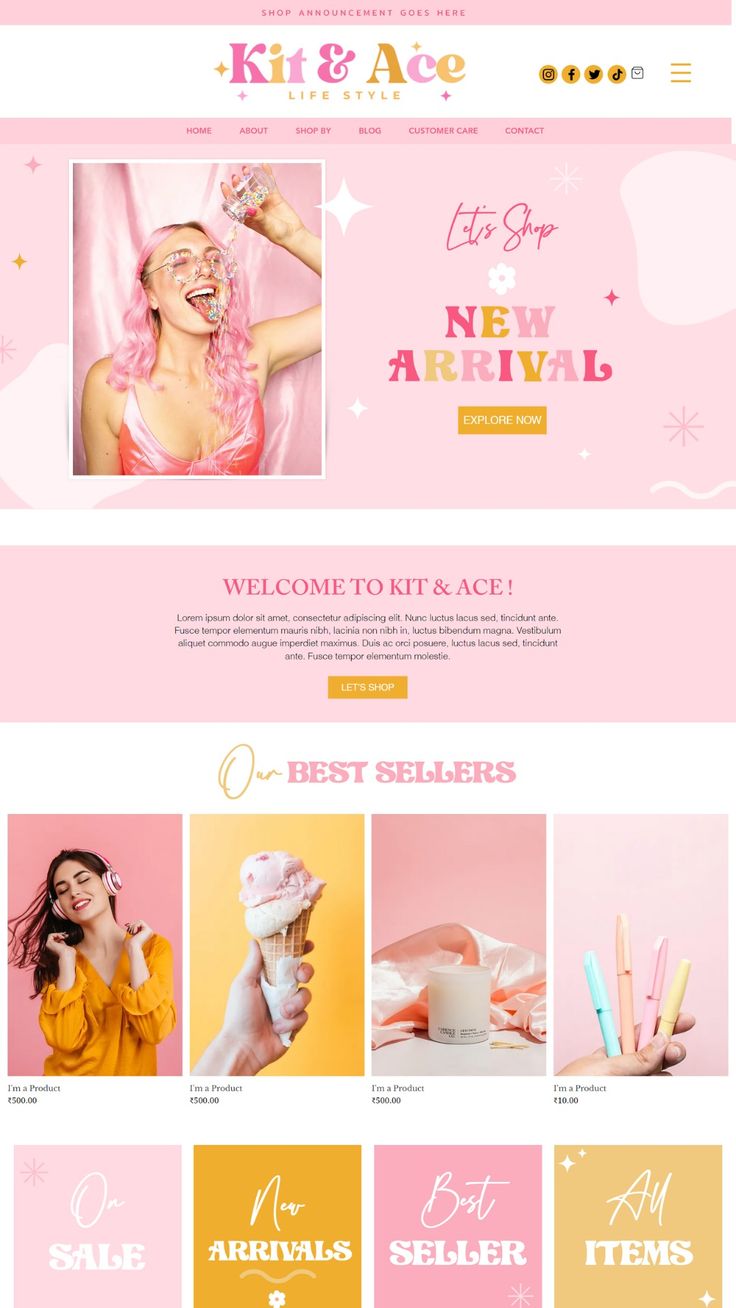 SHOP ANNOUNCEMENT GOES HERE
Kit & Ace
LIFE STYLE
HOME ABOUT SHOP BY BLOG CUSTOMER CARE CONTACT
Let's Shop
NEW
ARRIVAL
EXPLORE NOW
WELCOME TO KIT & ACE !
Lorem ipsum dolor sit amet, consectetur adipiscing elit. Nunc luctus lacus sed, tincidunt ante.
Fusce tempor elementum mauris nibh, lacinia non nibh in, luctus bibendum magna. Vestibulum
aliquet commodo augue imperdiet maximus. Duis ac orci posuere, luctus lacus sed, tincidunt
ante. Fusce tempor elementum molestie.
LET'S SHOP
Our BEST SELLERS
I'm a Product I'm a Product I'm a Product I'm a Product
₹500.00 ₹500.00 ₹500.00 ₹10.00
On
SALE
New
ARRIVALS
Best
SELLER
All
ITEMS